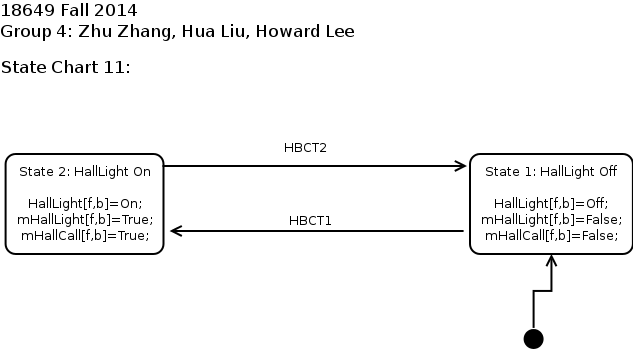 18649 Fall 2014
Group 4: Zhu Zhang, Hua Liu, Howard Lee
State Chart 11:
HBCT2
State 2: HallLight On
HallLight[f,b]=On;
mHallLight[f,b]=True;
mHallCall[f,b]=True;
HBCT1
State 1: HallLight Off
HallLight[f,b]=Off;
mHallLight[f,b]=False;
mHallCall[f,b]=False;